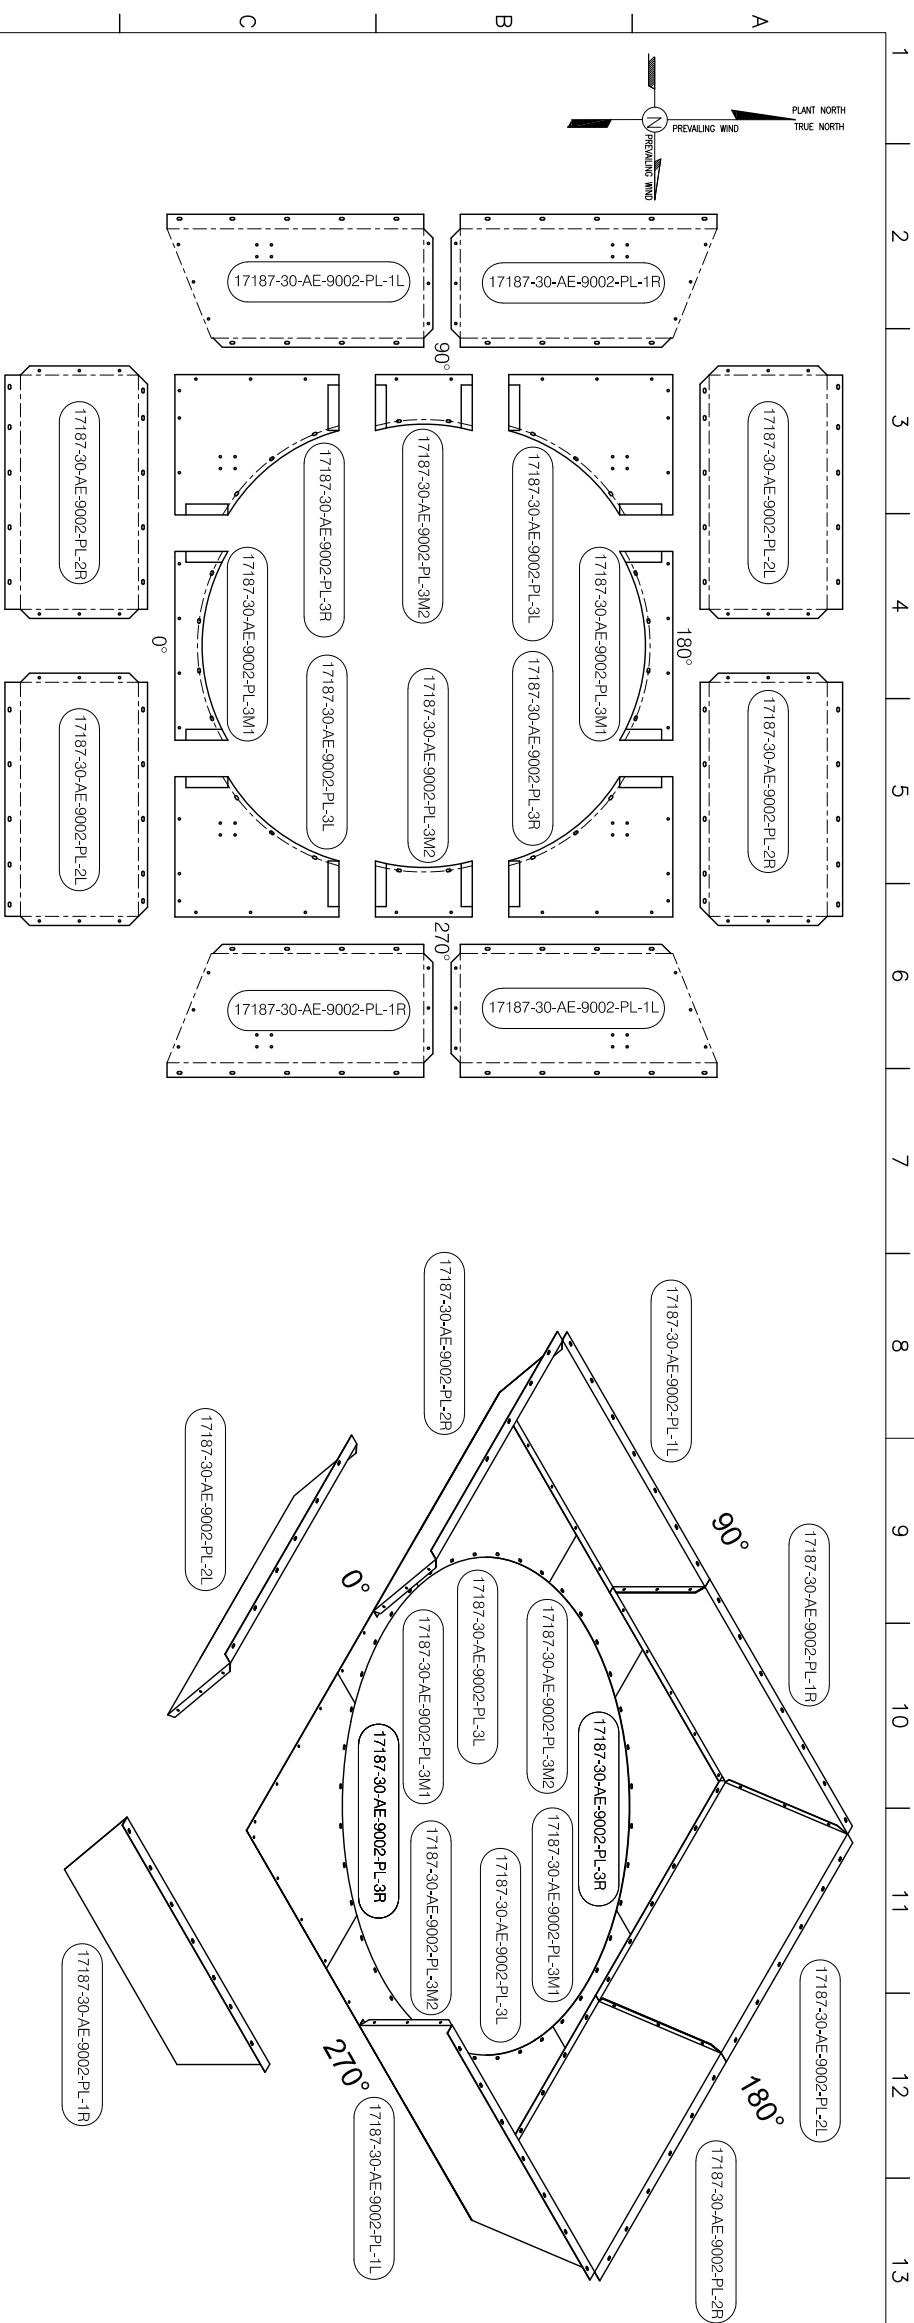 1
2
3
4
5
6
7
8
9
10
11
12
13
A
B
C
PLANT NORTH
TRUE NORTH
PREVAILING WIND
PREVAILING WIND
N
17187-30-AE-9002-PL-1L
17187-30-AE-9002-PL-1R
90°
17187-30-AE-9002-PL-2R
17187-30-AE-9002-PL-3R
17187-30-AE-9002-PL-3M2
17187-30-AE-9002-PL-3L
17187-30-AE-9002-PL-2L
0°
17187-30-AE-9002-PL-3M1
17187-30-AE-9002-PL-3M1
180°
17187-30-AE-9002-PL-2L
17187-30-AE-9002-PL-3L
17187-30-AE-9002-PL-3M2
17187-30-AE-9002-PL-3R
17187-30-AE-9002-PL-2R
270°
17187-30-AE-9002-PL-1R
17187-30-AE-9002-PL-1L
17187-30-AE-9002-PL-1L
90°
17187-30-AE-9002-PL-1R
17187-30-AE-9002-PL-2R
17187-30-AE-9002-PL-2L
0°
17187-30-AE-9002-PL-3L
17187-30-AE-9002-PL-3M2
17187-30-AE-9002-PL-3R
17187-30-AE-9002-PL-3M1
17187-30-AE-9002-PL-3R
17187-30-AE-9002-PL-3M1
17187-30-AE-9002-PL-3M2
17187-30-AE-9002-PL-3L
17187-30-AE-9002-PL-2L
180°
17187-30-AE-9002-PL-2R
270°
17187-30-AE-9002-PL-1L
17187-30-AE-9002-PL-1R